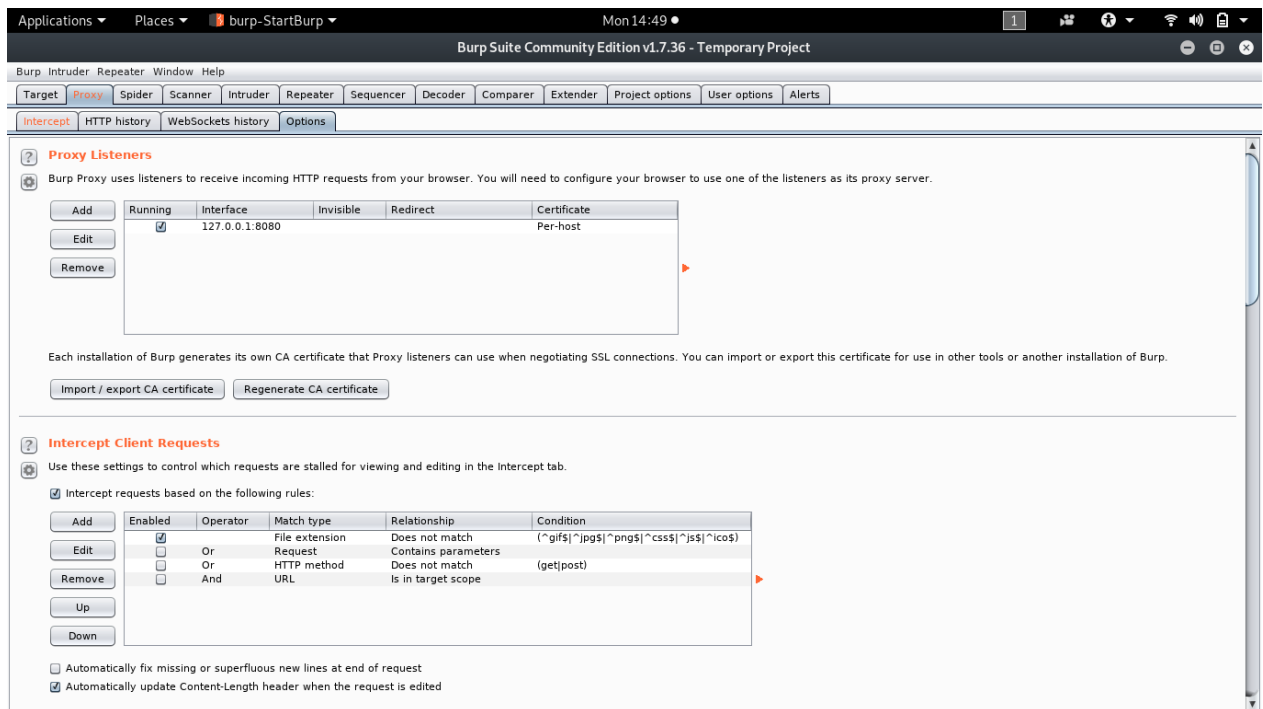 Applications Places burp-StartBurp Mon 14:49 1
Burp Suite Community Edition v1.7.36 - Temporary Project
Burp Intruder Repeater Window Help
Target Proxy Spider Scanner Intruder Repeater Sequencer Decoder Comparer Extender Project options User options Alerts
Intercept HTTP history WebSockets history Options
? Proxy Listeners
Burp Proxy uses listeners to receive incoming HTTP requests from your browser. You will need to configure your browser to use one of the listeners as its proxy server.
Add Running Interface Invisible Redirect Certificate
127.0.0.1:8080 Per-host
Edit
Remove
Each installation of Burp generates its own CA certificate that Proxy listeners can use when negotiating SSL connections. You can import or export this certificate for use in other tools or another installation of Burp.
Import / export CA certificate Regenerate CA certificate
? Intercept Client Requests
Use these settings to control which requests are stalled for viewing and editing in the Intercept tab.
Intercept requests based on the following rules:
Add Enabled Operator Match type Relationship Condition
File extension Does not match (^gif$|^jpg$|^png$|^css$|^js$|^ico$)
Edit Or Request Contains parameters
Or HTTP method Does not match (get|post)
Remove And URL Is in target scope
Up
Down
Automatically fix missing or superfluous new lines at end of request
Automatically update Content-Length header when the request is edited